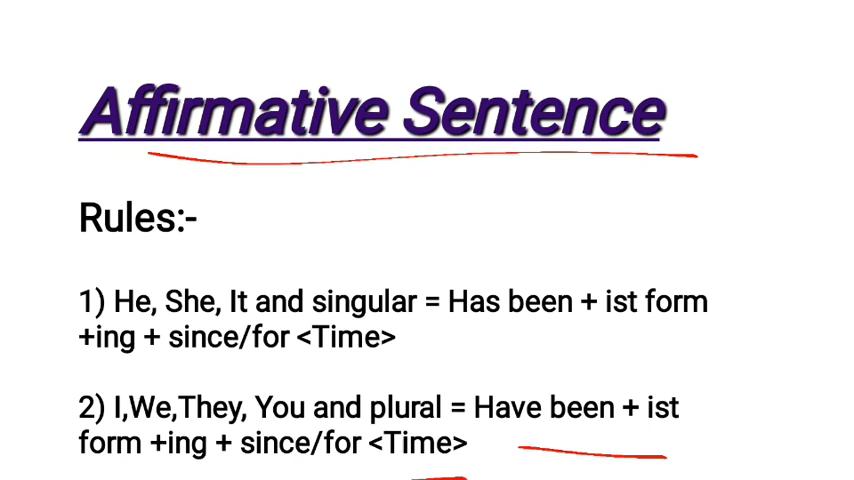 Affirmative Sentence
Rules:-
1) He, She, It and singular = Has been + ist form
+ing + since/for <Time>
2) I,We,They, You and plural = Have been + ist
form +ing + since/for <Time>